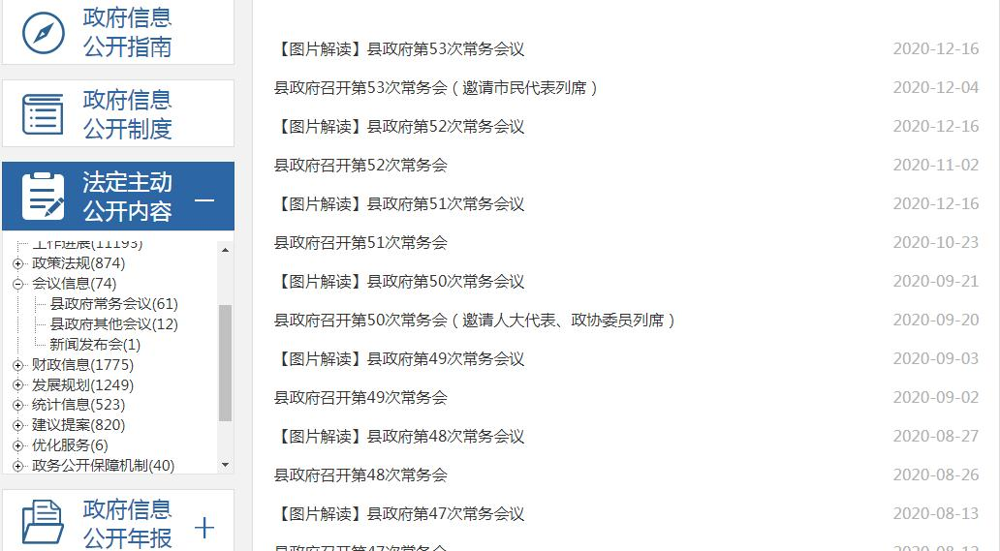 政府信息
公开指南
政府信息
公开制度
法定主动
公开内容
工作进展(11193)
政策法规(874)
会议信息(74)
县政府常务会议(61)
县政府其他会议(12)
新闻发布会(1)
财政信息(1775)
发展规划(1249)
统计信息(523)
建议提案(820)
优化服务(6)
政务公开保障机制(40)
政府信息
公开年报
【图片解读】县政府第53次常务会议 2020-12-16
县政府召开第53次常务会（邀请市民代表列席） 2020-12-04
【图片解读】县政府第52次常务会议 2020-12-16
县政府召开第52次常务会 2020-11-02
【图片解读】县政府第51次常务会议 2020-12-16
县政府召开第51次常务会 2020-10-23
【图片解读】县政府第50次常务会议 2020-09-21
县政府召开第50次常务会（邀请人大代表、政协委员列席） 2020-09-20
【图片解读】县政府第49次常务会议 2020-09-03
县政府召开第49次常务会 2020-09-02
【图片解读】县政府第48次常务会议 2020-08-27
县政府召开第48次常务会 2020-08-26
【图片解读】县政府第47次常务会议 2020-08-13
县政府召开第47次常务会